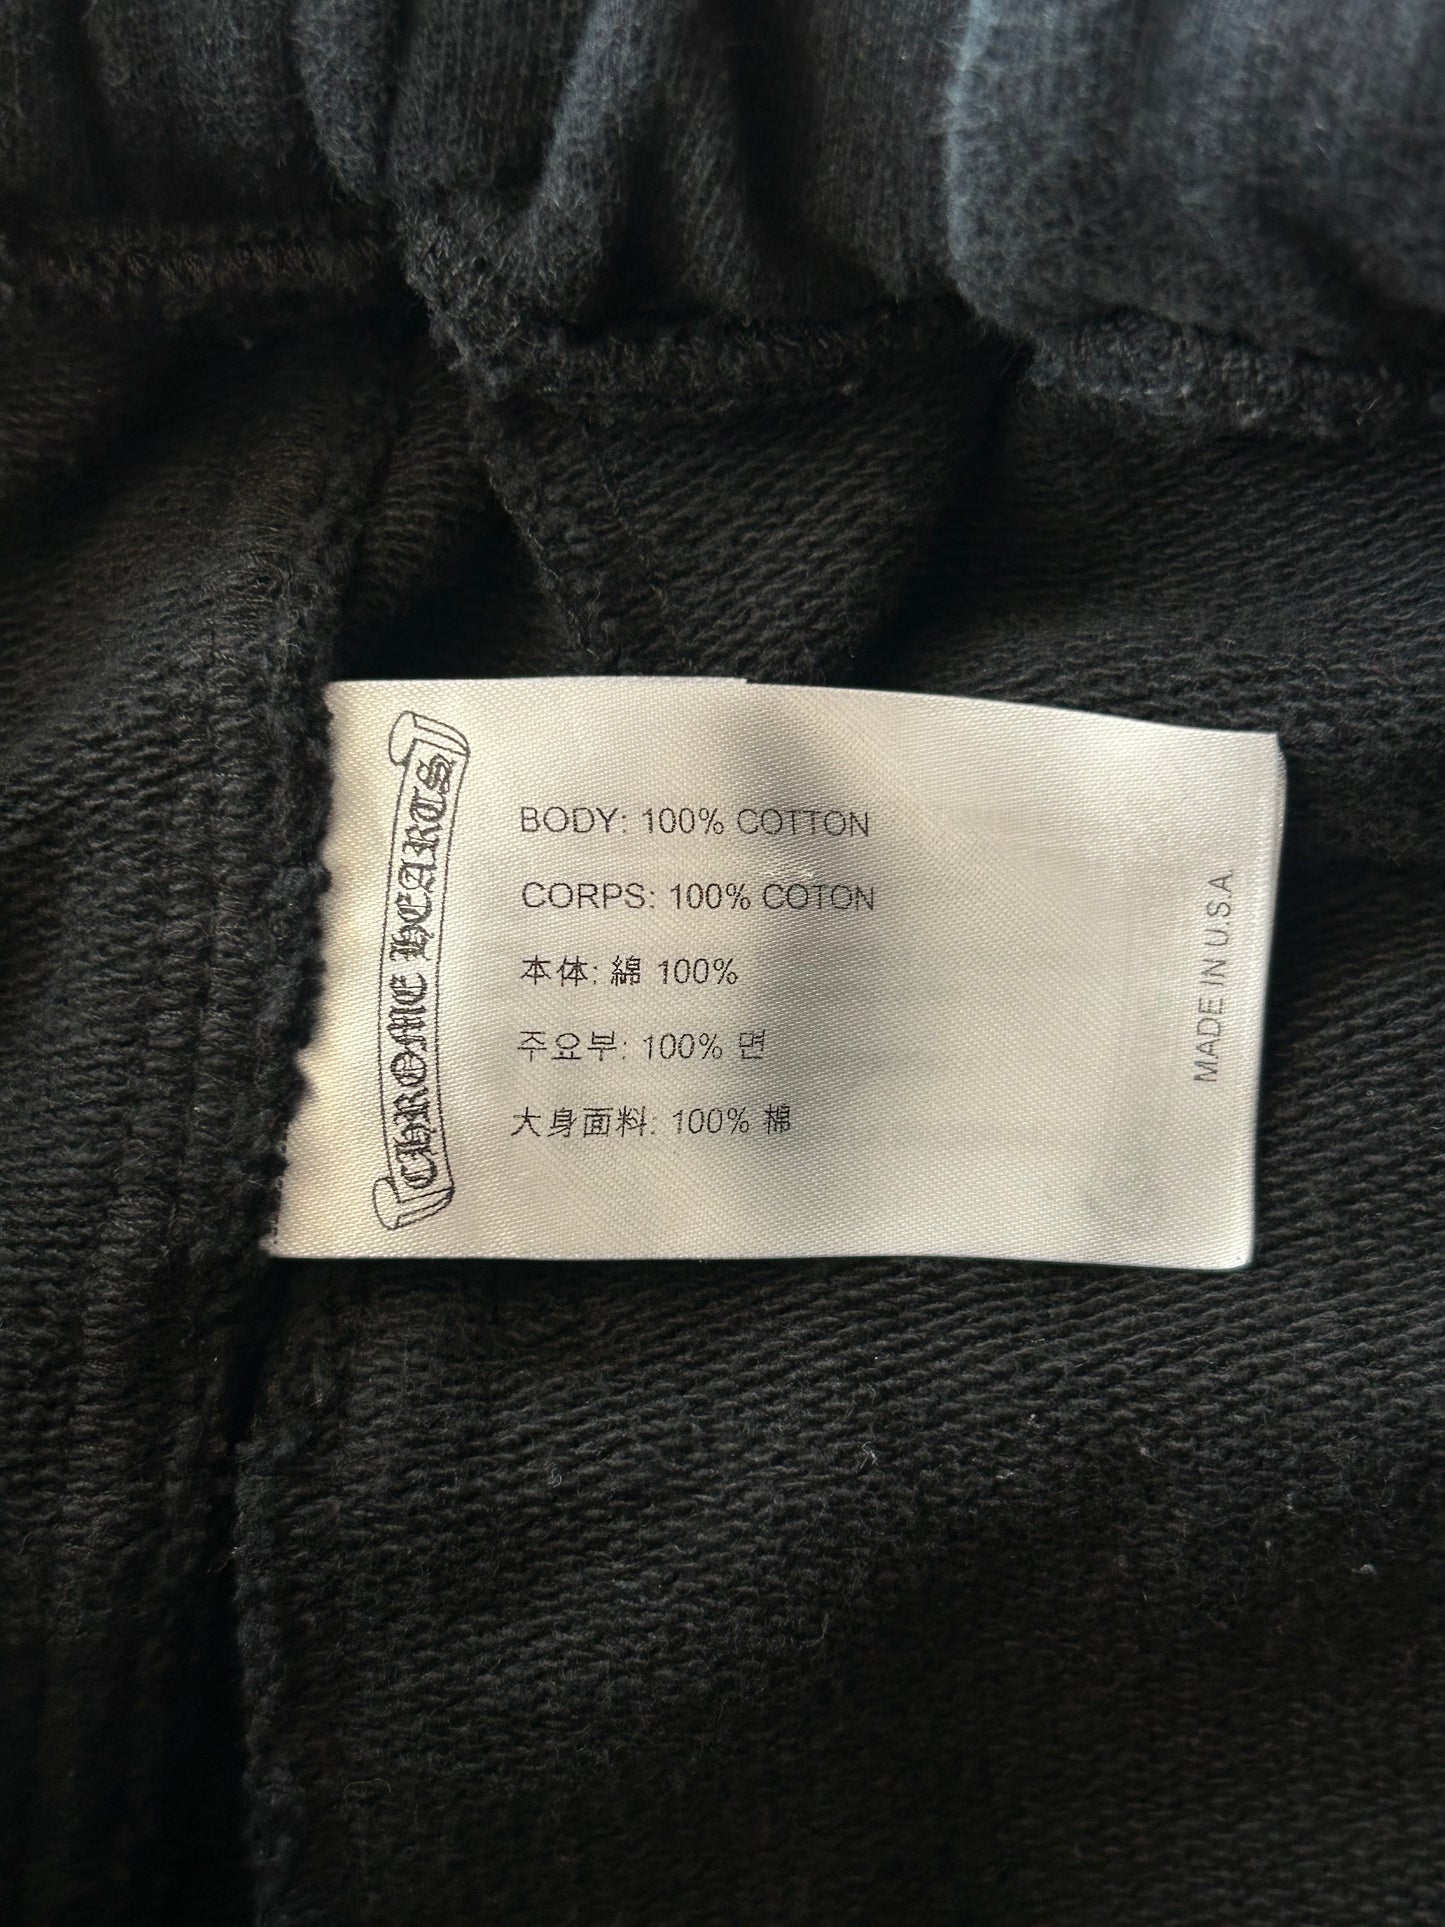 CHROME HEARTS
BODY: 100% COTTON
CORPS: 100% COTON
本体: 綿 100%
주요부: 100% 면
大身面料: 100% 棉
MADE IN U.S.A.